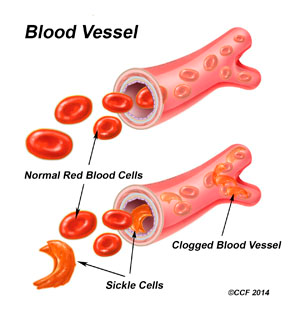 Blood Vessel
Normal Red Blood Cells
Clogged Blood Vessel
Sickle Cells
©CCF 2014